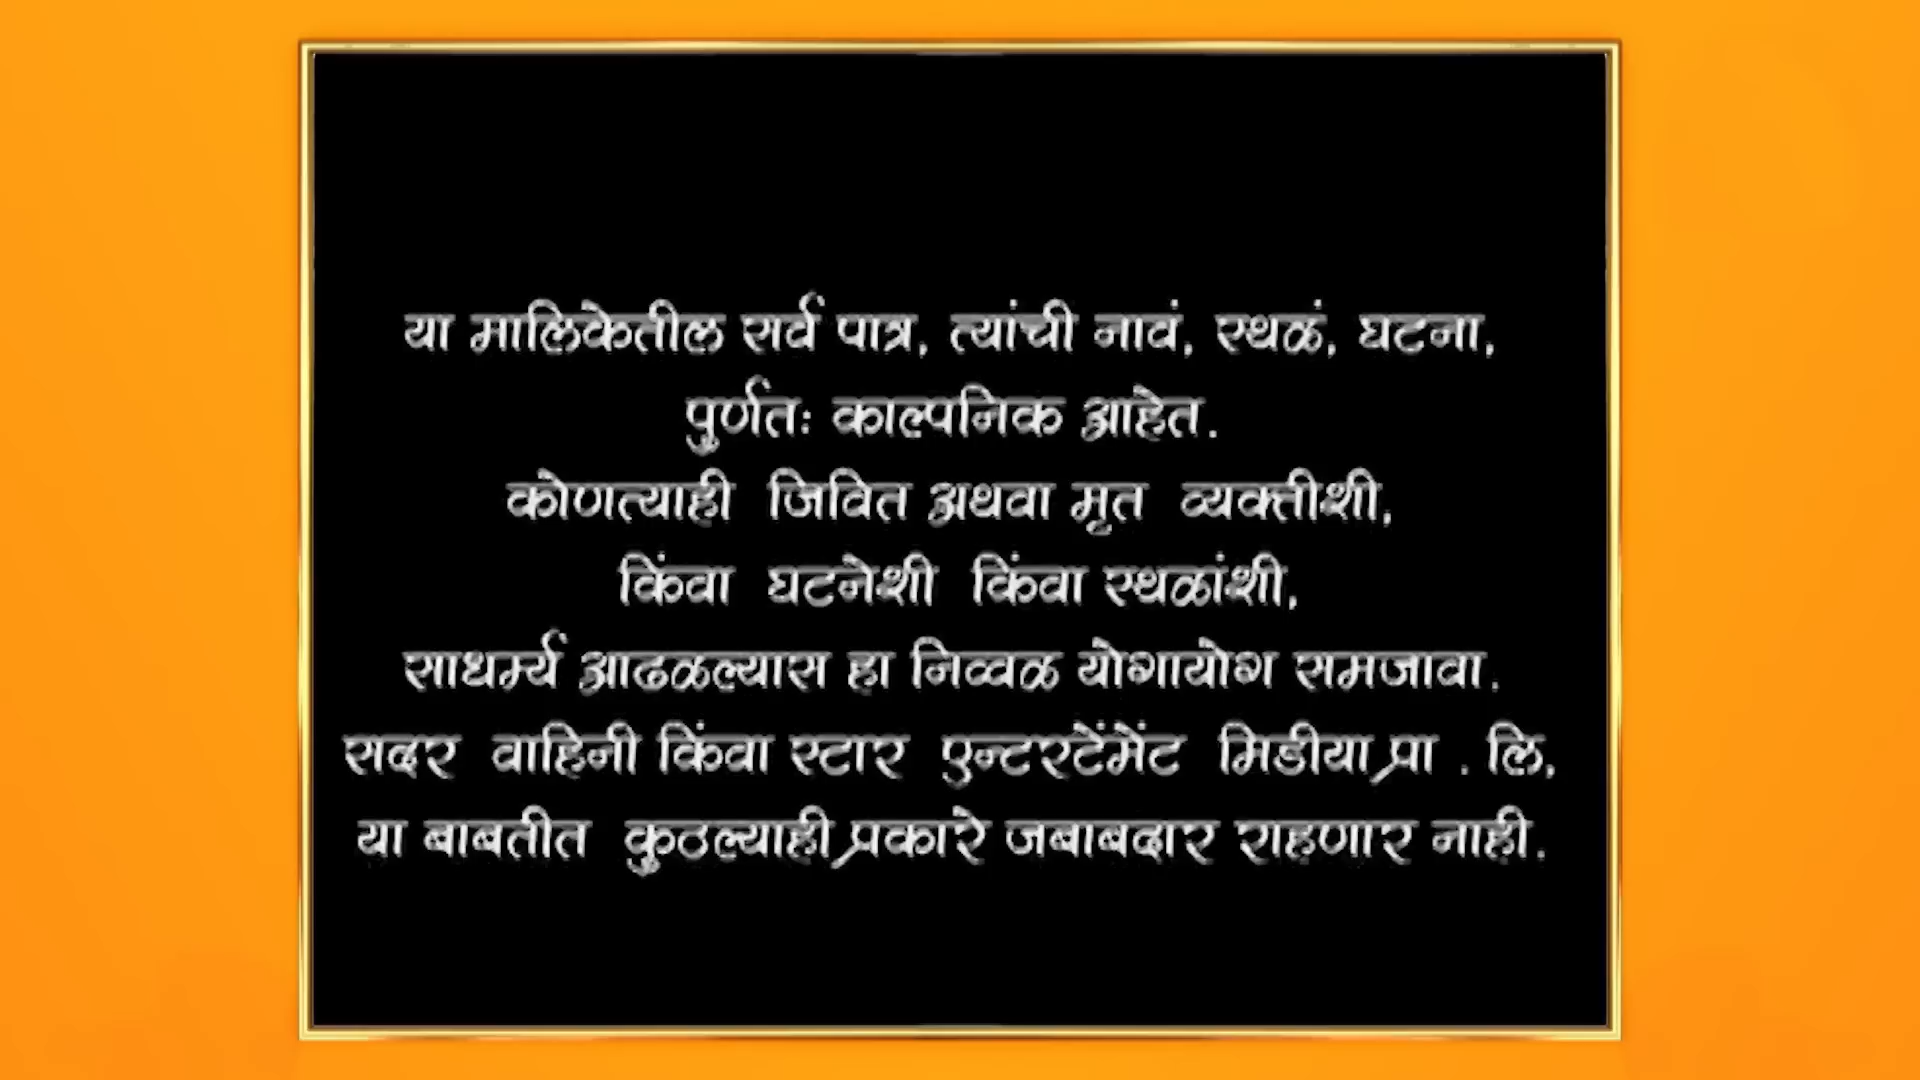 या मालिकेतील सर्व पात्र, त्यांची नावं, स्थळं, घटना,
पुर्णतः काल्पनिक आहेत.
कोणत्याही जिवित अथवा मृत व्यक्तीशी,
किंवा घटनेशी किंवा स्थळांशी,
साधर्म्य आढळल्यास हा निव्वळ योगायोग समजावा.
सदर वाहिनी किंवा स्टार एन्टरटेंमेंट मिडीया प्रा . लि.
या बाबतीत कुठल्याही प्रकारे जबाबदार राहणार नाही.